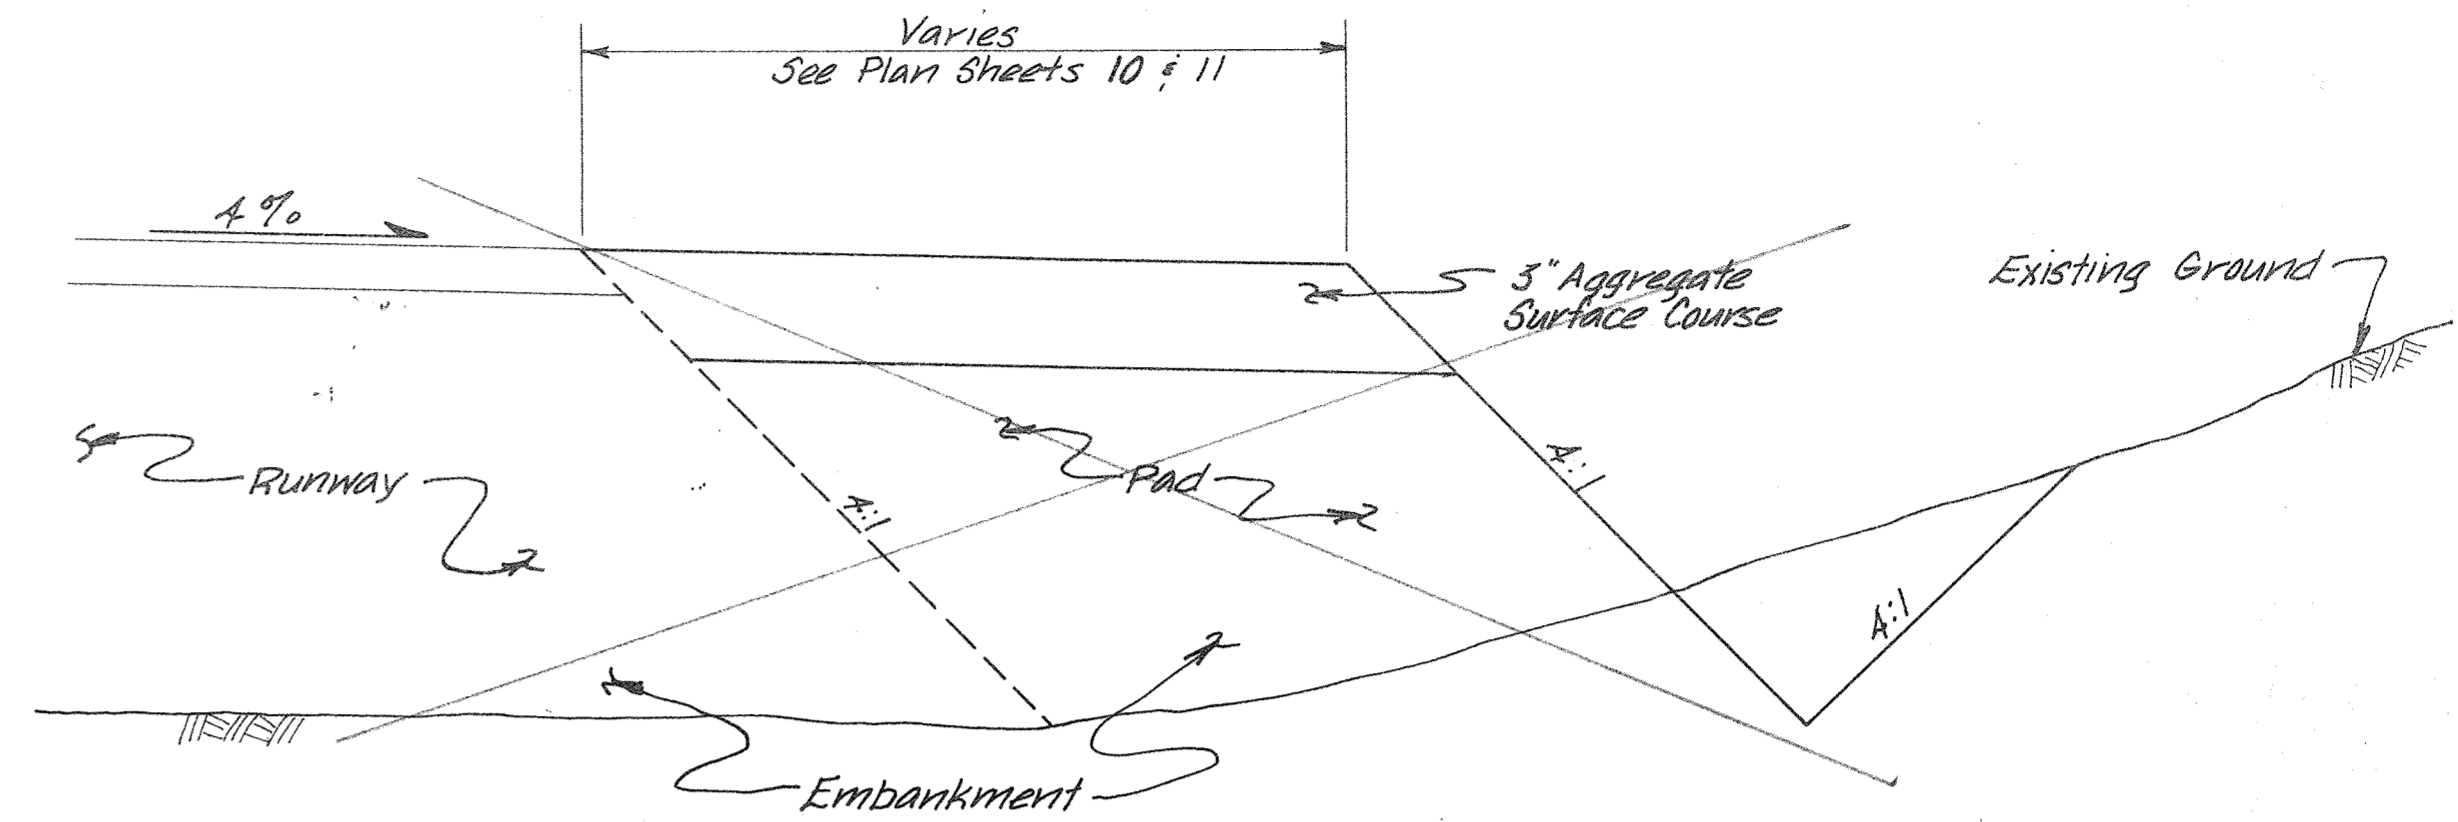 Varies
See Plan Sheets 10 & 11
4%
3" Aggregate
Surface Course
Existing Ground
4:1
Runway
Pad
4:1
4:1
Embankment